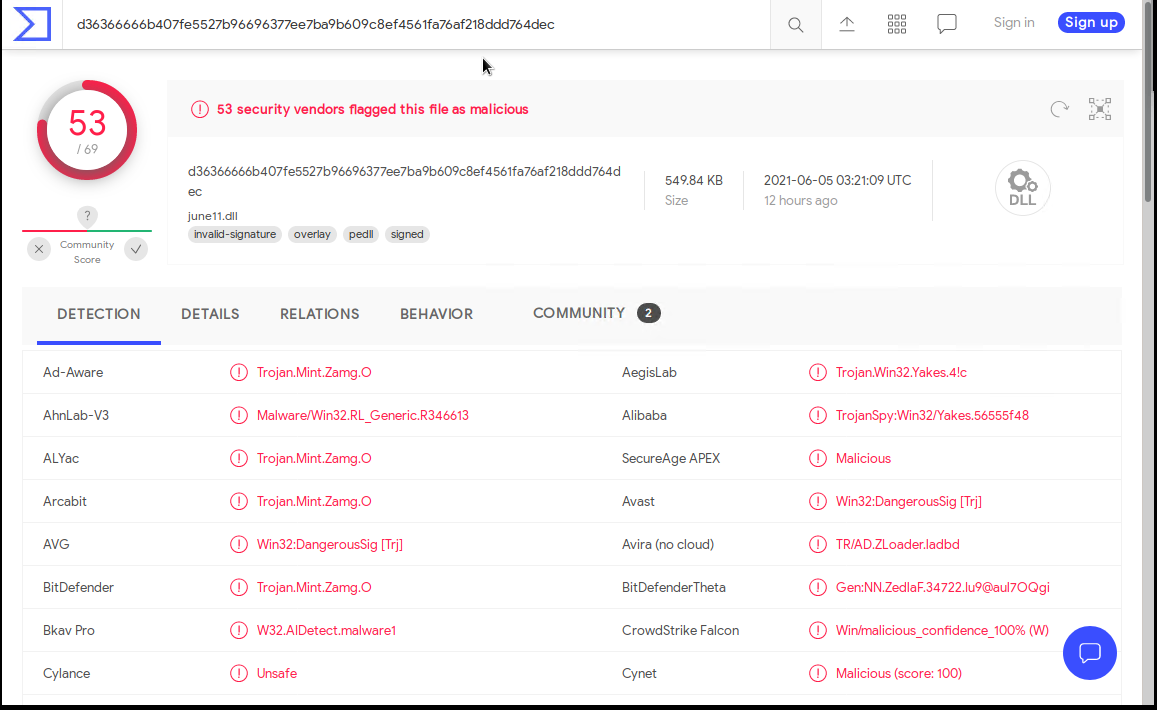 d36366666b407fe5527b96696377ee7ba9b609c8ef4561fa76af218ddd764dec
Sign in
Sign up
53
/ 69
53 security vendors flagged this file as malicious
d36366666b407fe5527b96696377ee7ba9b609c8ef4561fa76af218ddd764d
ec
june11.dll
invalid-signature overlay pedll signed
549.84 KB
Size
2021-06-05 03:21:09 UTC
12 hours ago
DLL
?
Community
Score
DETECTION DETAILS RELATIONS BEHAVIOR COMMUNITY 2
Ad-Aware Trojan.Mint.Zamg.O AegisLab Trojan.Win32.Yakes.4!c
AhnLab-V3 Malware/Win32.RL_Generic.R346613 Alibaba TrojanSpy:Win32/Yakes.56555f48
ALYac Trojan.Mint.Zamg.O SecureAge APEX Malicious
Arcabit Trojan.Mint.Zamg.O Avast Win32:DangerousSig [Trj]
AVG Win32:DangerousSig [Trj] Avira (no cloud) TR/AD.ZLoader.ladbd
BitDefender Trojan.Mint.Zamg.O BitDefenderTheta Gen:NN.ZedlaF.34722.Iu9@aul7OQgi
Bkav Pro W32.AIDetect.malware1 CrowdStrike Falcon Win/malicious_confidence_100% (W)
Cylance Unsafe Cynet Malicious (score: 100)